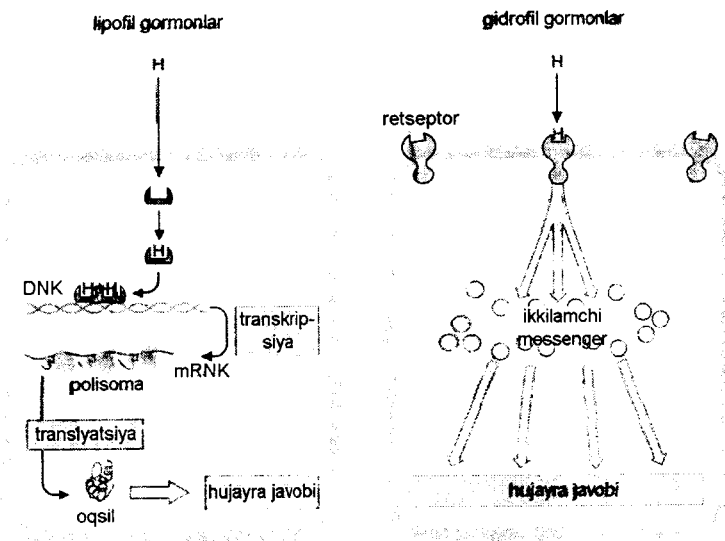 lipofil gormonlar
H
H
DNK
H H
transkrip-
siya
mRNK
polisoma
translyatsiya
oqsil
hujayra javobi
gidrofil gormonlar
H
retseptor
H
ikkilamchi
messenger
hujayra javobi